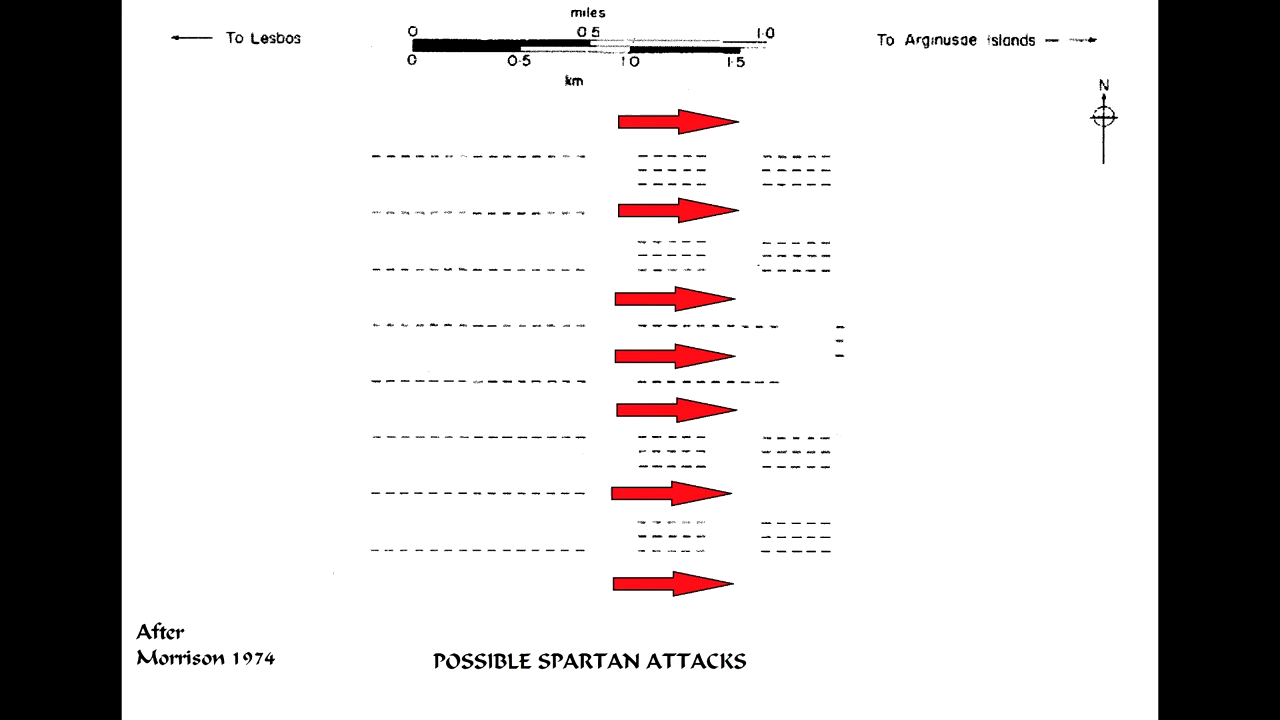 miles
0 0·5 1·0
To Lesbos
To Arginusae islands
0 0·5 1·0 1·5
km
N
After
Morrison 1974
POSSIBLE SPARTAN ATTACKS